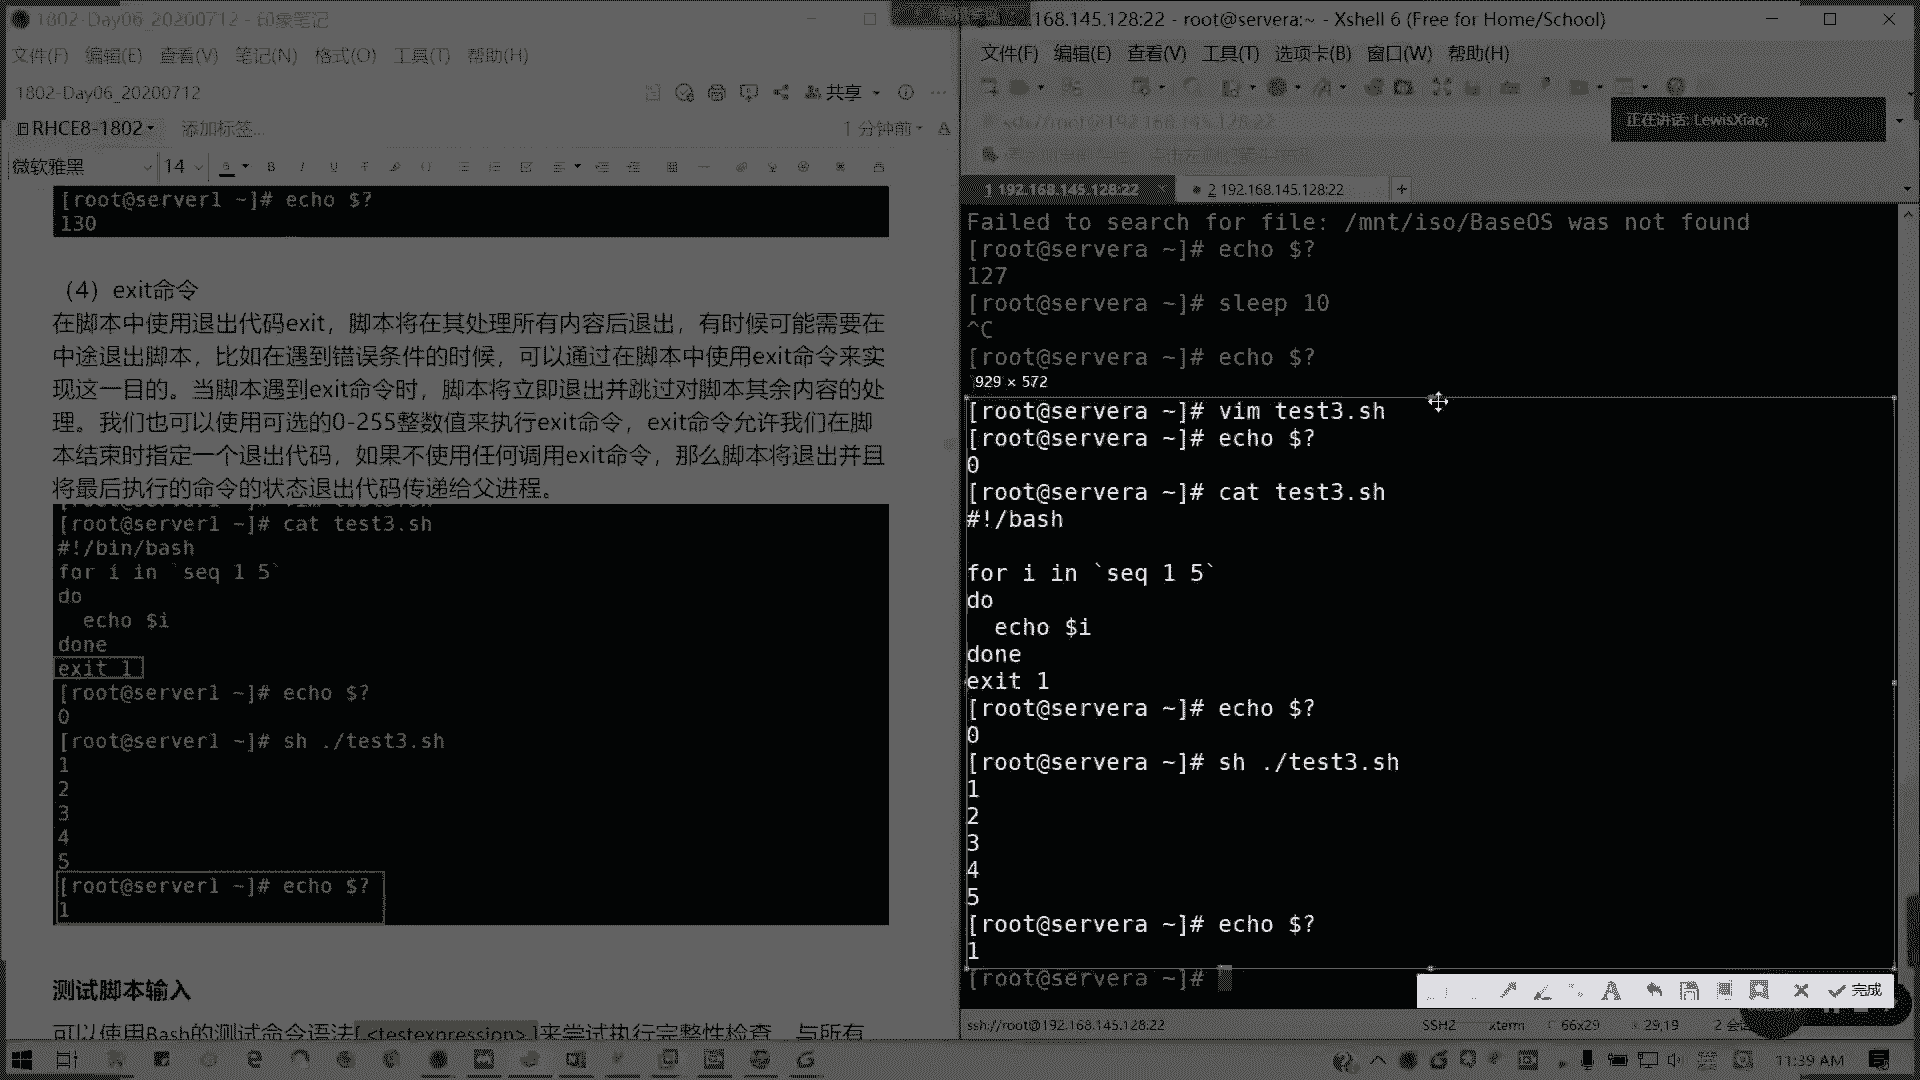 1802-Day06_20200712 - 印象笔记
文件(F) 编辑(E) 查看(V) 笔记(N) 格式(O) 工具(T) 帮助(H)
1802-Day06_20200712
共享
RHCE8-1802
添加标签...
1 分钟前
微软雅黑
14
[root@server1 ~]# echo $?
130
（4）exit命令
在脚本中使用退出代码exit，脚本将在其处理所有内容后退出，有时候可能需要在
中途退出脚本，比如在遇到错误条件的时候，可以通过在脚本中使用exit命令来实
现这一目的。当脚本遇到exit命令时，脚本将立即退出并跳过对脚本其余内容的处
理。我们也可以使用可选的0-255整数值来执行exit命令，exit命令允许我们在脚
本结束时指定一个退出代码，如果不使用任何调用exit命令，那么脚本将退出并且
将最后执行的命令的状态退出代码传递给父进程。
[root@server1 ~]# cat test3.sh
#!/bin/bash
for i in `seq 1 5`
do
  echo $i
done
exit 1
[root@server1 ~]# echo $?
0
[root@server1 ~]# sh ./test3.sh
1
2
3
4
5
[root@server1 ~]# echo $?
1
测试脚本输入
可以使用Bash的测试命令语法[ <testexpression> ]来尝试执行完整性检查，与所有
168.145.128:22 - root@servera:~ - Xshell 6 (Free for Home/School)
文件(F) 编辑(E) 查看(V) 工具(T) 选项卡(B) 窗口(W) 帮助(H)
正在讲话: LewisXiao;
1 192.168.145.128:22
2 192.168.145.128:22
Failed to search for file: /mnt/iso/BaseOS was not found
[root@servera ~]# echo $?
127
[root@servera ~]# sleep 10
^C
[root@servera ~]# echo $?
929 × 572
[root@servera ~]# vim test3.sh
[root@servera ~]# echo $?
0
[root@servera ~]# cat test3.sh
#!/bash
for i in `seq 1 5`
do
  echo $i
done
exit 1
[root@servera ~]# echo $?
0
[root@servera ~]# sh ./test3.sh
1
2
3
4
5
[root@servera ~]# echo $?
1
[root@servera ~]#
完成
ssh://root@192.168.145.128:22
SSH2
xterm
66x29
29,19
11:39 AM